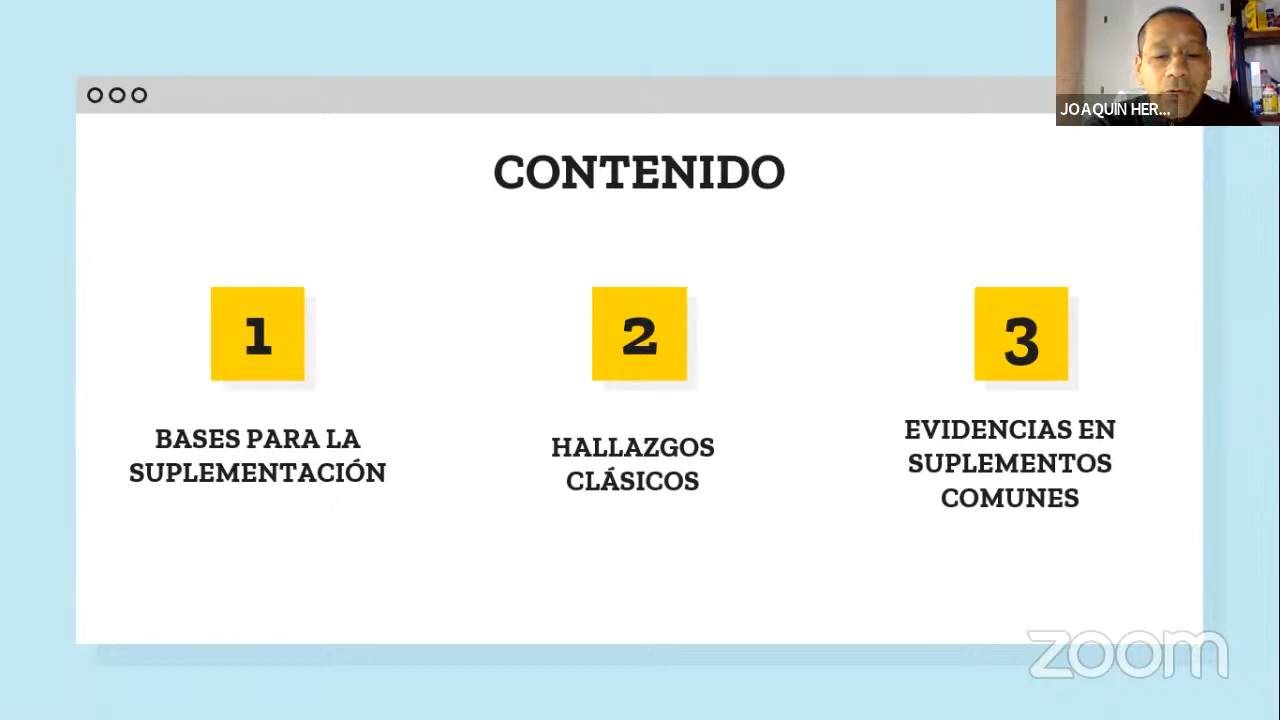 JOAQUIN HER...
CONTENIDO
1
BASES PARA LA
SUPLEMENTACIÓN
2
HALLAZGOS
CLÁSICOS
3
EVIDENCIAS EN
SUPLEMENTOS
COMUNES
zoom